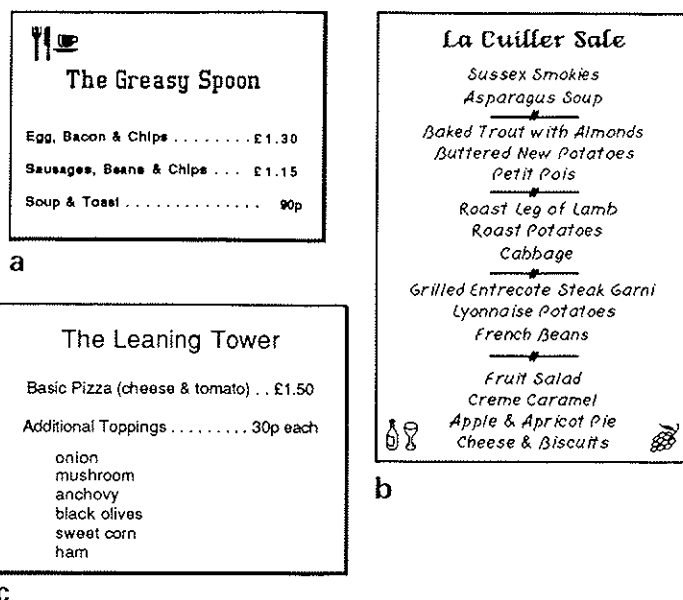 The Greasy Spoon
Egg, Bacon & Chips . . . . . . . . £1.30
Sausages, Beans & Chips . . . £1.15
Soup & Toast . . . . . . . . . . . . . . 90p
a
La Cuiller Sale
Sussex Smokies
Asparagus Soup
Baked Trout with Almonds
Buttered New Potatoes
Petit Pois
Roast Leg of Lamb
Roast Potatoes
Cabbage
Grilled Entrecote Steak Garni
Lyonnaise Potatoes
French Beans
Fruit Salad
Creme Caramel
Apple & Apricot Pie
Cheese & Biscuits
b
The Leaning Tower
Basic Pizza (cheese & tomato) . . £1.50
Additional Toppings . . . . . . . . . 30p each
onion
mushroom
anchovy
black olives
sweet corn
ham
c